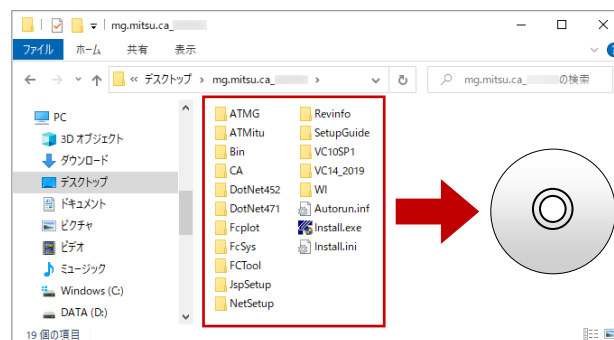 mg.mitsu.ca_
ファイル ホーム 共有 表示
« デスクトップ › mg.mitsu.ca_ ›
mg.mitsu.ca_ の検索
PC
3D オブジェクト
ダウンロード
デスクトップ
ドキュメント
ピクチャ
ビデオ
ミュージック
Windows (C:)
DATA (D:)
ATMG
ATMitu
Bin
CA
DotNet452
DotNet471
Fcplot
FcSys
FCTool
JspSetup
NetSetup
Revinfo
SetupGuide
VC10SP1
VC14_2019
WI
Autorun.inf
Install.exe
Install.ini
19 個の項目